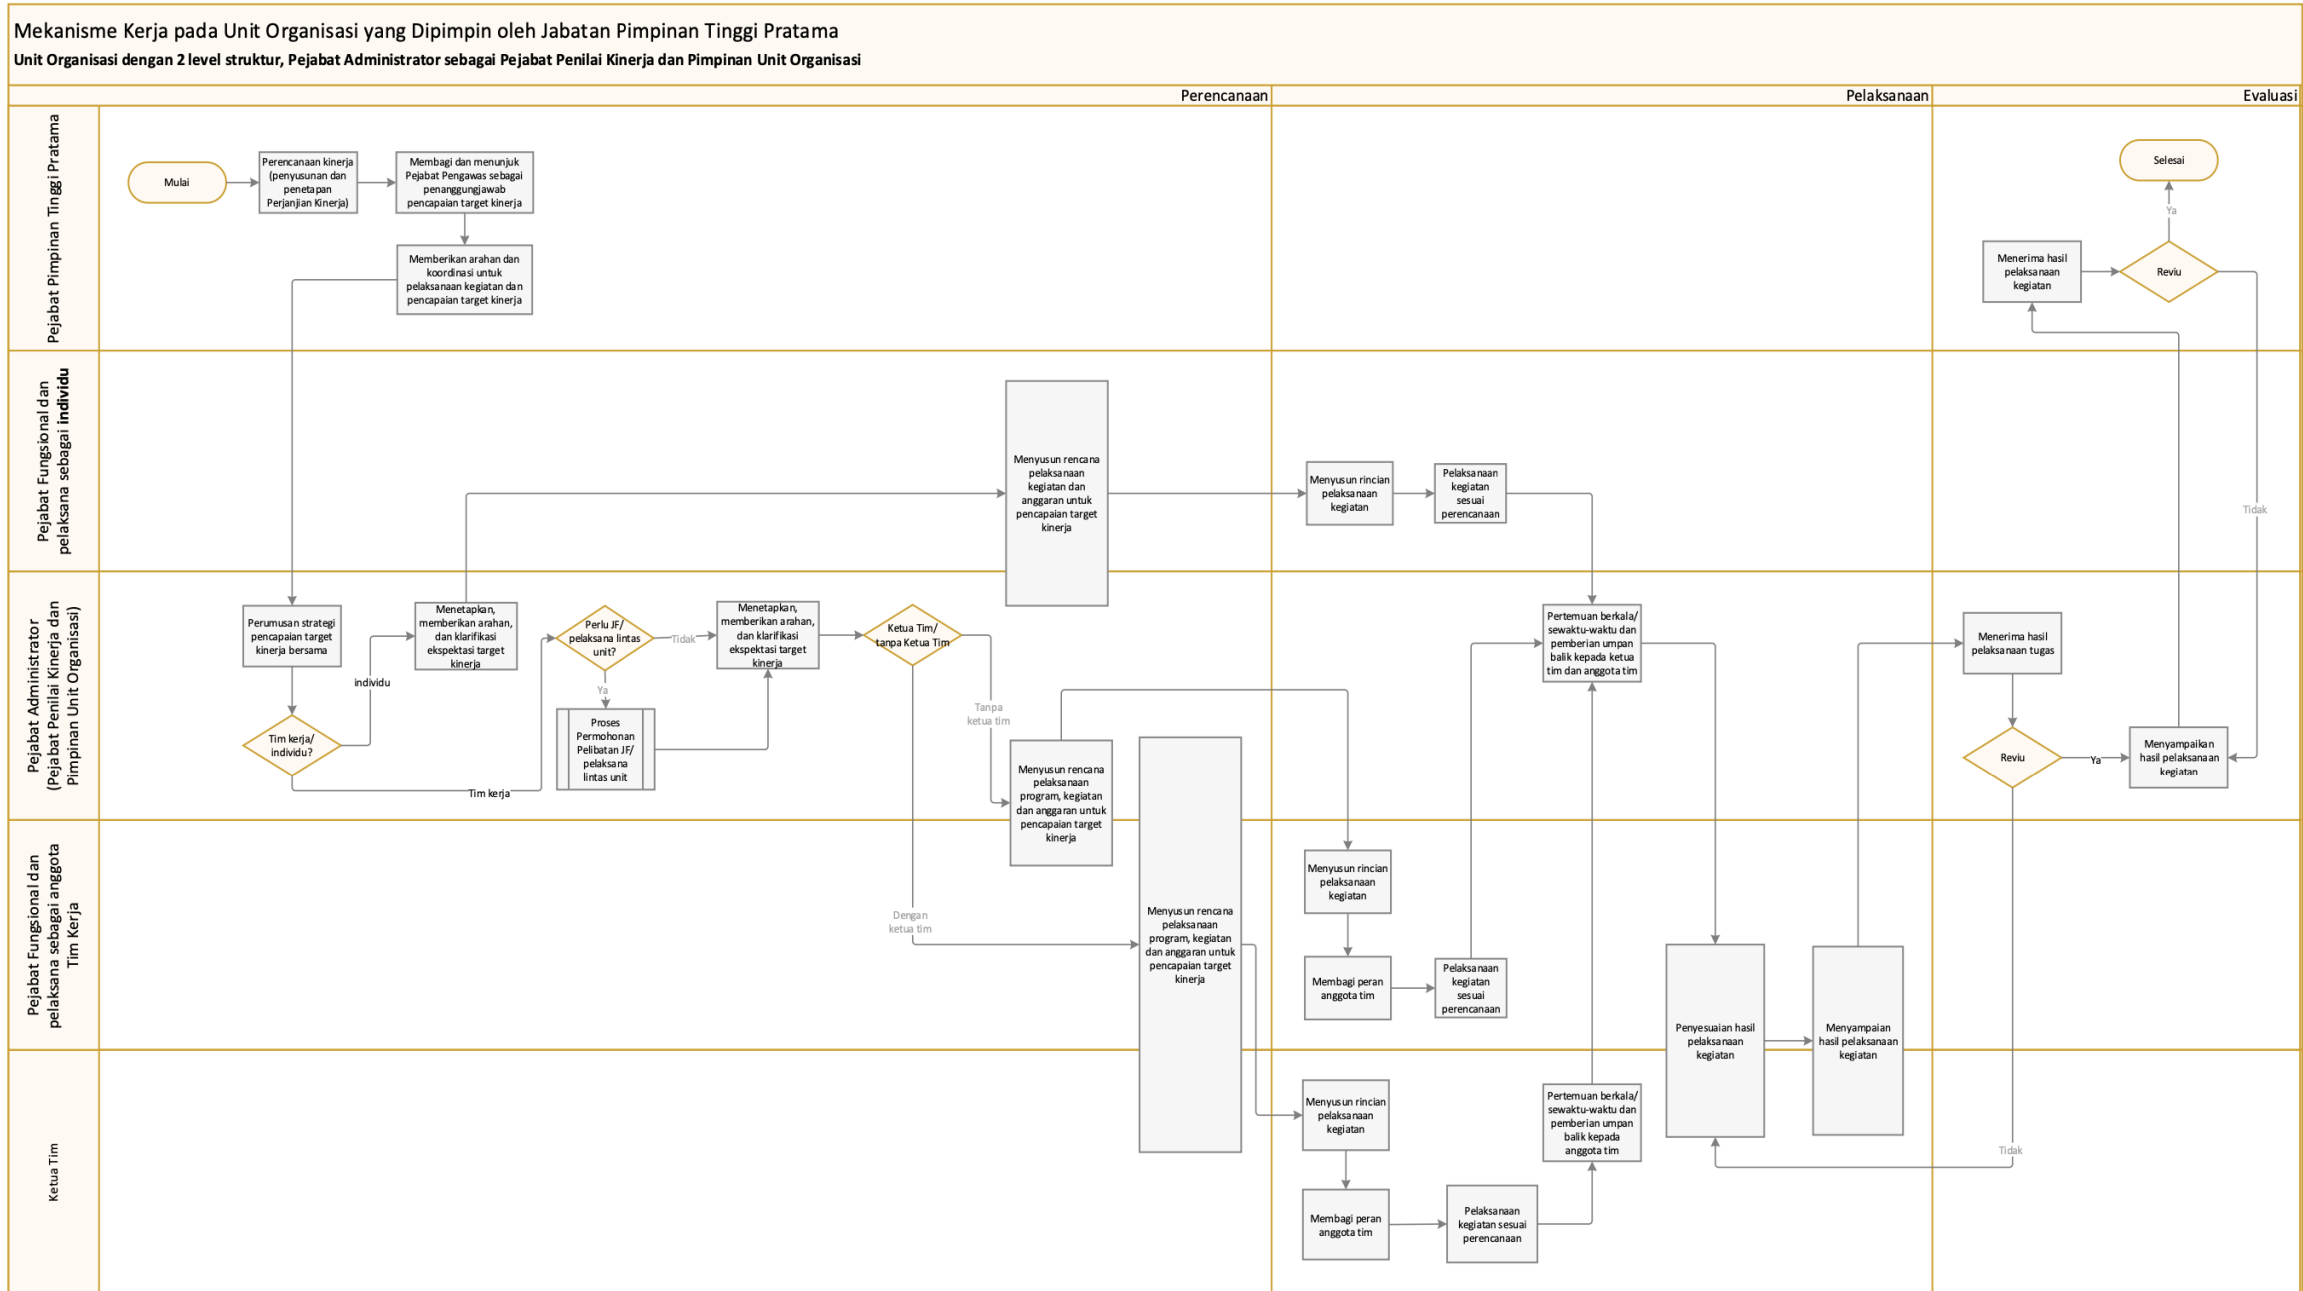 Mekanisme Kerja pada Unit Organisasi yang Dipimpin oleh Jabatan Pimpinan Tinggi Pratama
Unit Organisasi dengan 2 level struktur, Pejabat Administrator sebagai Pejabat Penilai Kinerja dan Pimpinan Unit Organisasi
Perencanaan
Pelaksanaan
Evaluasi
Pejabat Pimpinan Tinggi Pratama
Mulai
Perencanaan kinerja
(penyusunan dan
penetapan
Perjanjian Kinerja)
Membagi dan menunjuk
Pejabat Pengawas sebagai
penanggungjawab
pencapaian target kinerja
Memberikan arahan dan
koordinasi untuk
pelaksanaan kegiatan dan
pencapaian target kinerja
Selesai
Ya
Menerima hasil
pelaksanaan
kegiatan
Reviu
Tidak
Pejabat Fungsional dan
pelaksana sebagai individu
Menyusun rencana
pelaksanaan
kegiatan dan
anggaran untuk
pencapaian target
kinerja
Menyusun rincian
pelaksanaan
kegiatan
Pelaksanaan
kegiatan
sesuai
perencanaan
Pejabat Administrator
(Pejabat Penilai Kinerja dan
Pimpinan Unit Organisasi)
Perumusan strategi
pencapaian target
kinerja bersama
Tim kerja/
individu?
individu
Tim kerja
Menetapkan,
memberikan arahan,
dan klarifikasi
ekspektasi target
kinerja
Perlu JF/
pelaksana lintas
unit?
Tidak
Ya
Proses
Permohonan
Pelibatan JF/
pelaksana
lintas unit
Menetapkan,
memberikan arahan,
dan klarifikasi
ekspektasi target
kinerja
Ketua Tim/
tanpa Ketua Tim
Tanpa
ketua tim
Dengan
ketua tim
Menyusun rencana
pelaksanaan
program, kegiatan
dan anggaran untuk
pencapaian target
kinerja
Menyusun rencana
pelaksanaan
program, kegiatan
dan anggaran untuk
pencapaian target
kinerja
Pertemuan berkala/
sewaktu-waktu dan
pemberian umpan
balik kepada ketua
tim dan anggota tim
Menerima hasil
pelaksanaan tugas
Reviu
Ya
Menyampaikan
hasil pelaksanaan
kegiatan
Tidak
Pejabat Fungsional dan
pelaksana sebagai anggota
Tim Kerja
Menyusun rincian
pelaksanaan
kegiatan
Membagi peran
anggota tim
Pelaksanaan
kegiatan
sesuai
perencanaan
Penyesuaian hasil
pelaksanaan
kegiatan
Menyampaian
hasil pelaksanaan
kegiatan
Ketua Tim
Menyusun rincian
pelaksanaan
kegiatan
Membagi peran
anggota tim
Pelaksanaan
kegiatan sesuai
perencanaan
Pertemuan berkala/
sewaktu-waktu dan
pemberian umpan
balik kepada
anggota tim